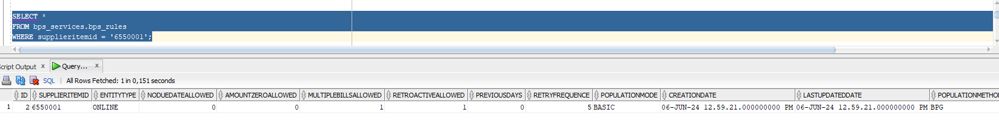 SELECT *
FROM bps_services.bps_rules
WHERE supplieritemid = '6550001';
Script Output x Query... x
SQL | All Rows Fetched: 1 in 0,151 seconds
ID SUPPLIERITEMID ENTITYTYPE NODUEDATEALLOWED AMOUNTZEROALLOWED MULTIPLEBILLSALLOWED RETROACTIVEALLOWED PREVIOUSDAYS RETRYFREQUENCE POPULATIONMODE CREATIONDATE LASTUPDATEDDATE POPULATIONMETHO
1 2 6550001 ONLINE 0 0 1 1 0 5 BASIC 06-JUN-24 12.59.21.000000000 PM 06-JUN-24 12.59.21.000000000 PM BPG